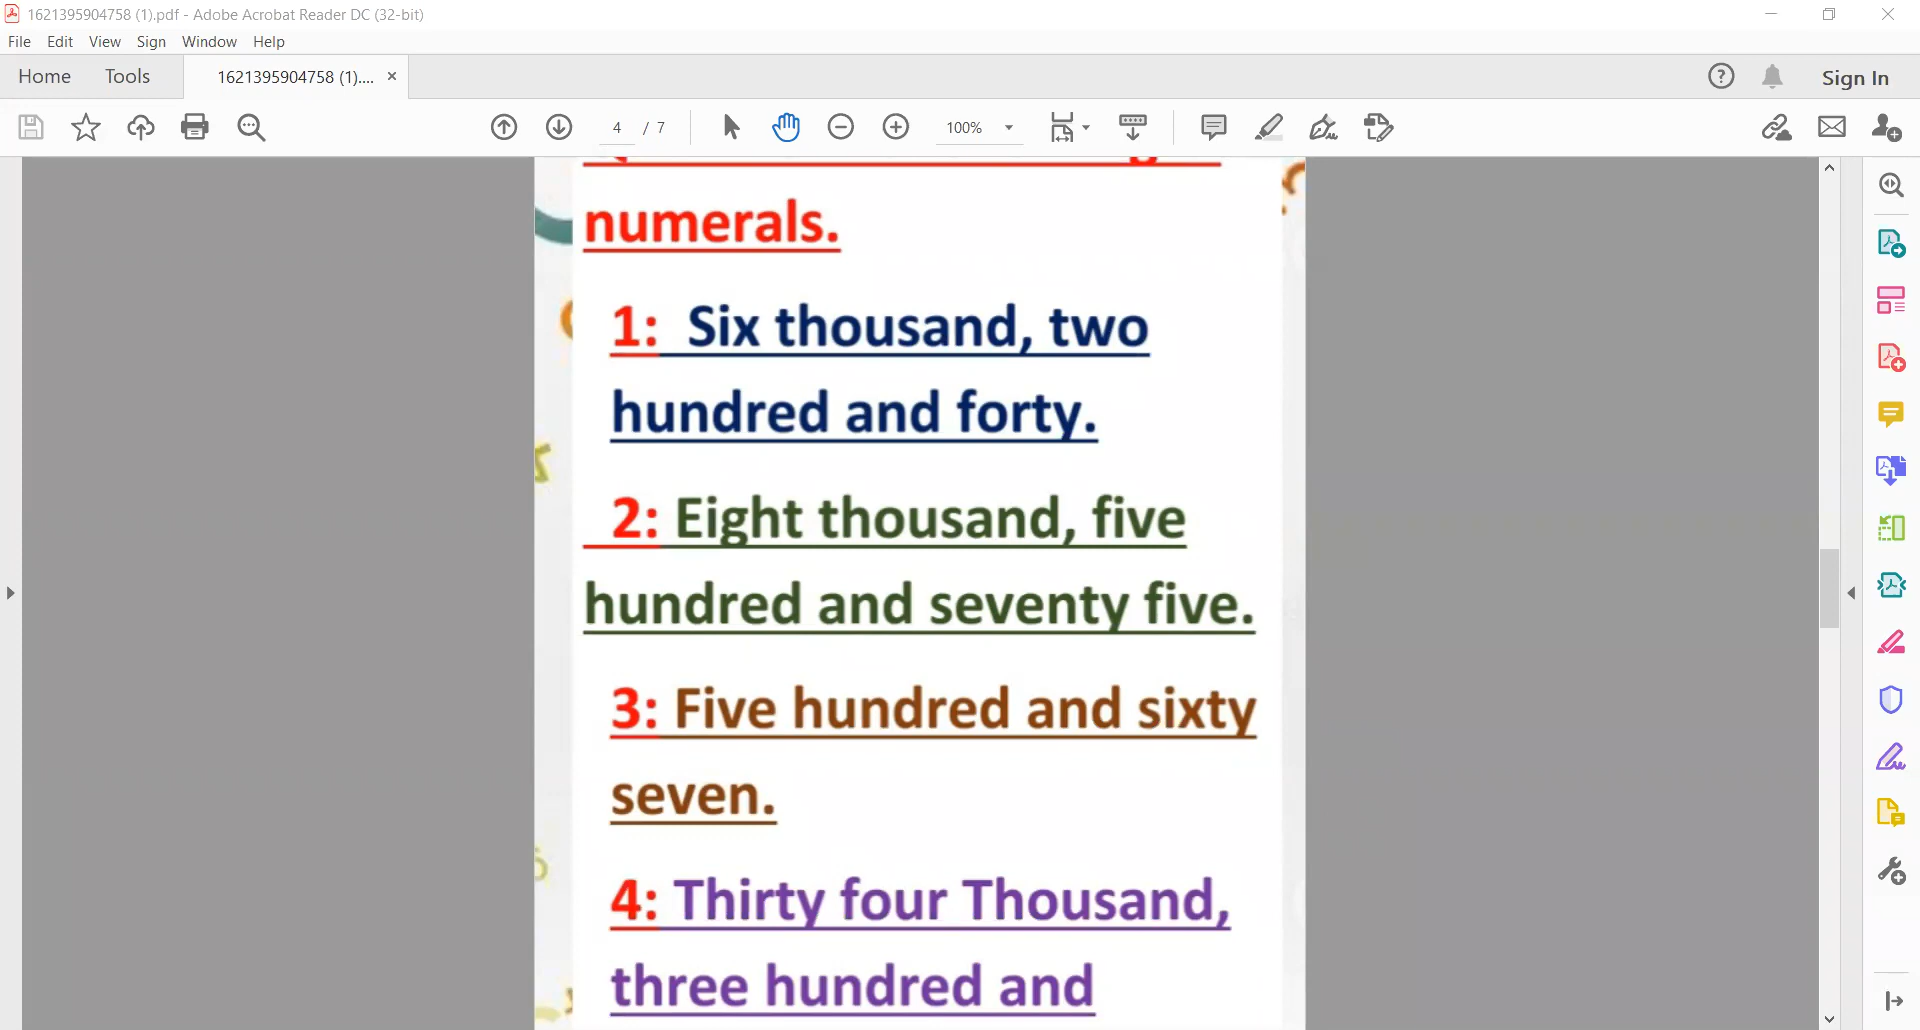 1621395904758 (1).pdf - Adobe Acrobat Reader DC (32-bit)
File Edit View Sign Window Help
Home Tools 1621395904758 (1).... × Sign In
4 / 7 100%
numerals.
1: Six thousand, two
hundred and forty.
2: Eight thousand, five
hundred and seventy five.
3: Five hundred and sixty
seven.
4: Thirty four Thousand,
three hundred and